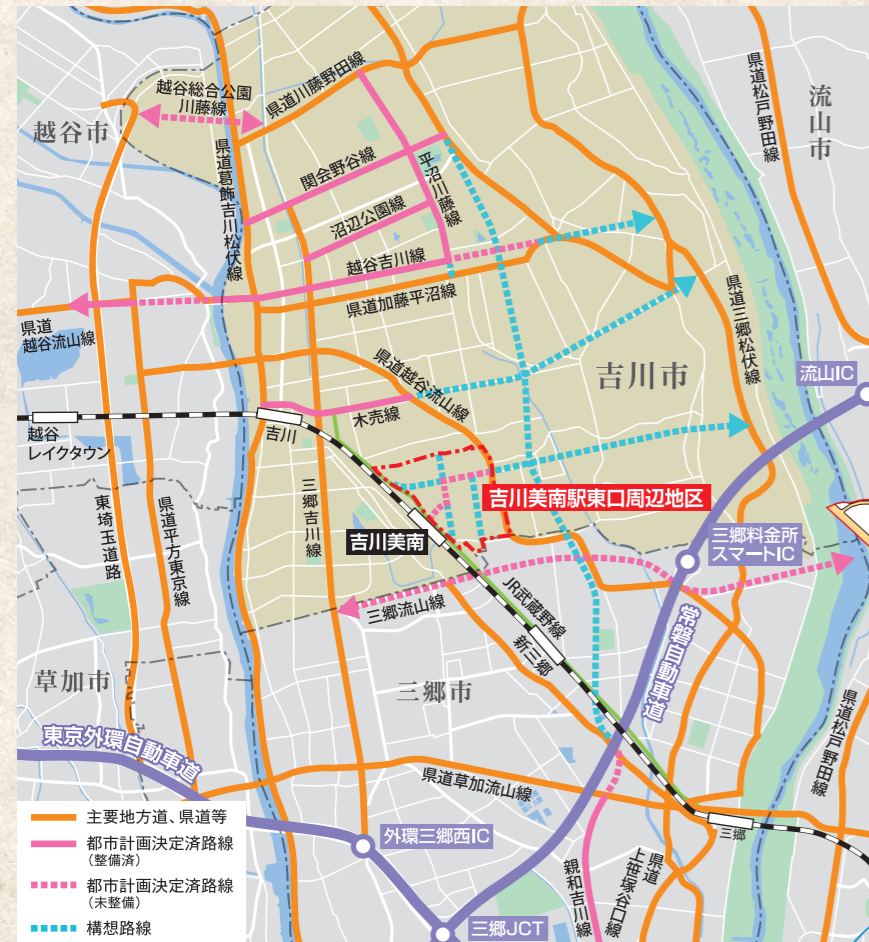 越谷総合公園
川藤線
県道川藤野田線
県道松戸野田線
流山市
越谷市
県道葛飾吉川松伏線
関会野谷線
平沼川藤線
沼辺公園線
越谷吉川線
県道加藤平沼線
県道三郷松伏線
県道
越谷流山線
県道越谷流山線
吉川市
流山IC
木売線
越谷
レイクタウン
吉川
東埼玉道路
県道平方東京線
三郷吉川線
吉川美南駅東口周辺地区
吉川美南
三郷料金所
スマートIC
三郷流山線
JR武蔵野線
新三郷
常磐自動車道
草加市
三郷市
県道松戸野田線
東京外環自動車道
県道草加流山線
主要地方道、県道等
都市計画決定済路線
(整備済)
都市計画決定済路線
(未整備)
構想路線
外環三郷西IC
三郷
親和吉川線
県道
上笹塚谷口線
三郷JCT